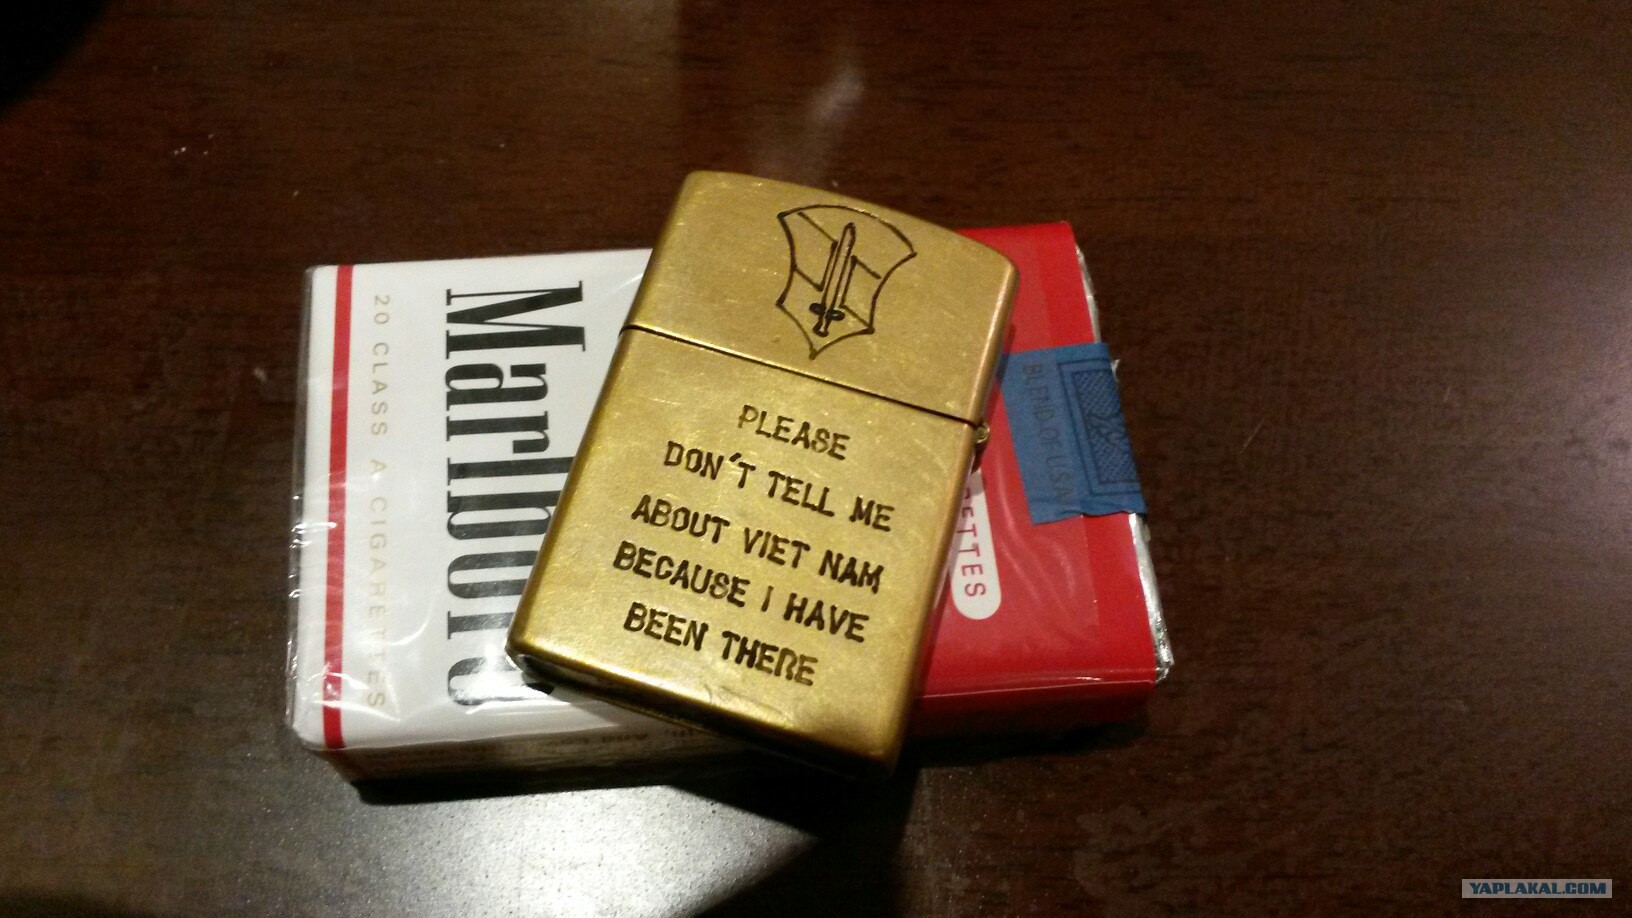 PLEASE
DON'T TELL ME
ABOUT VIET NAM
BECAUSE I HAVE
BEEN THERE
Marlboro
20 CLASS A CIGARETTES
BLEND OF USA
ETTES
YAPLAKAL.COM